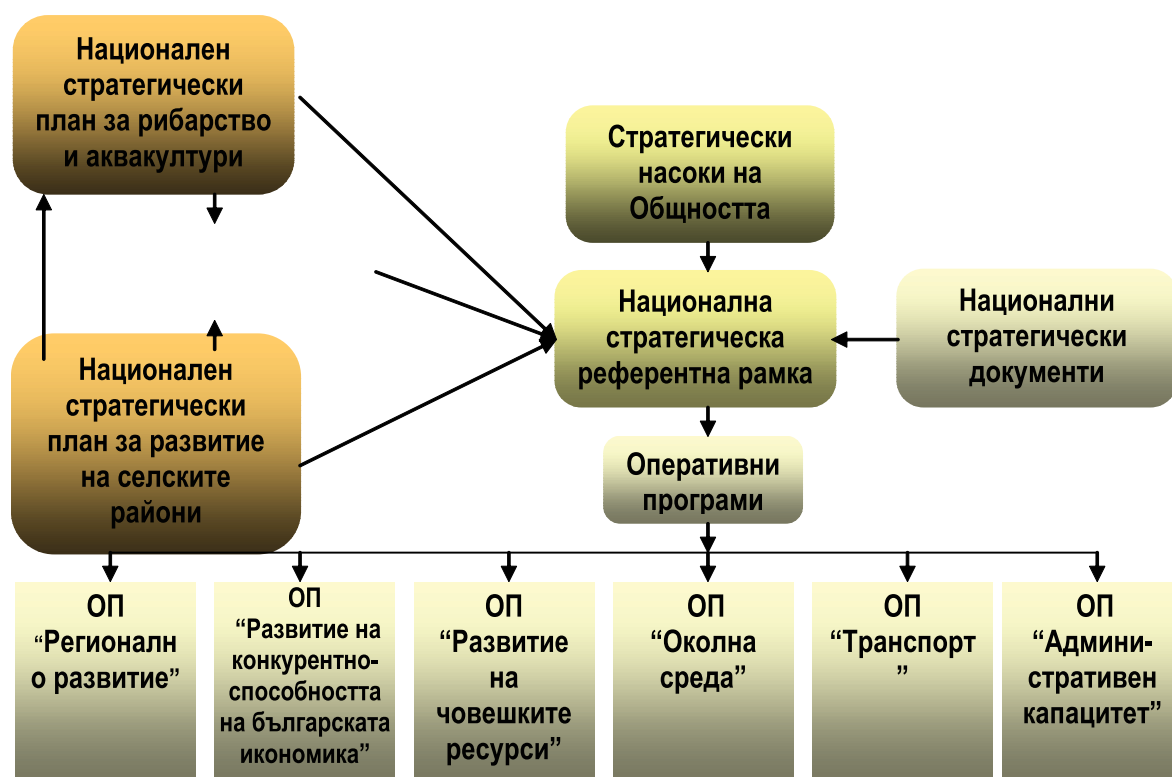 Национален
стратегически
план за рибарство
и аквакултури
Стратегически
насоки на
Общността
Национална
стратегическа
референтна рамка
Национални
стратегически
документи
Национален
стратегически
план за развитие
на селските
райони
Оперативни
програми
ОП
“Регионалн
о развитие”
ОП
“Развитие на
конкурентно-
способността
на българската
икономика”
ОП
“Развитие
на
човешките
ресурси”
ОП
“Околна
среда”
ОП
“Транспорт
”
ОП
“Админи-
стративен
капацитет”